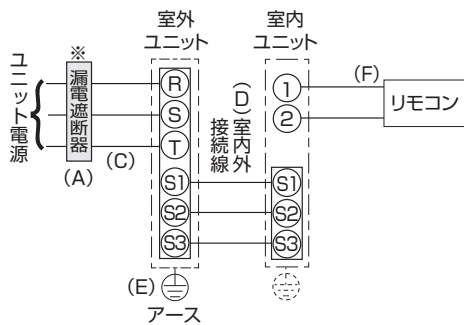 室外
ユニット
室内
ユニット
ユニット電源
※
漏電遮断器
(A)
(C)
R
S
T
S1
S2
S3
(E)
アース
(D)室内外
接続線
1
2
S1
S2
S3
(F)
リモコン